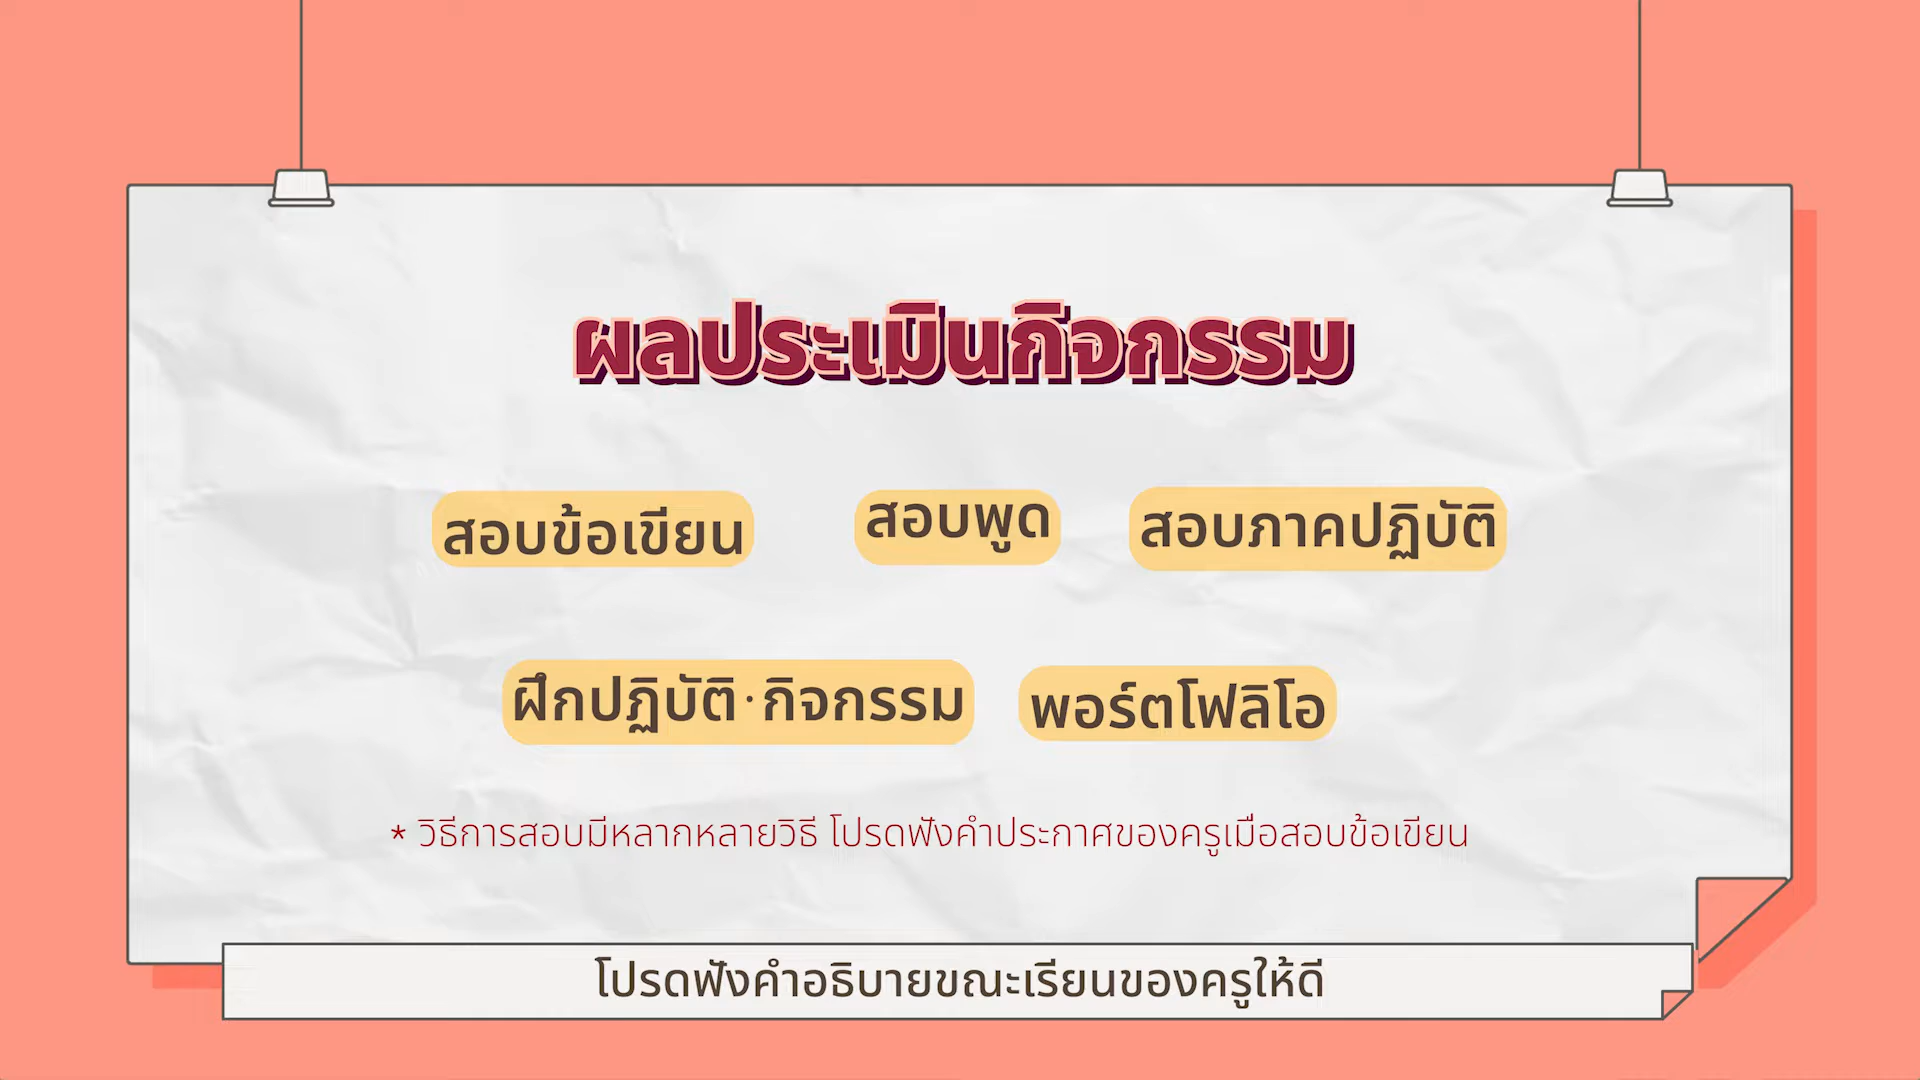 ผลประเมินกิจกรรม
สอบข้อเขียน สอบพูด สอบภาคปฏิบัติ
ฝึกปฏิบัติ · กิจกรรม พอร์ตโฟลิโอ
* วิธีการสอบมีหลากหลายวิธี โปรดฟังคำประกาศของครูเมื่อสอบข้อเขียน
โปรดฟังคำอธิบายขณะเรียนของครูให้ดี